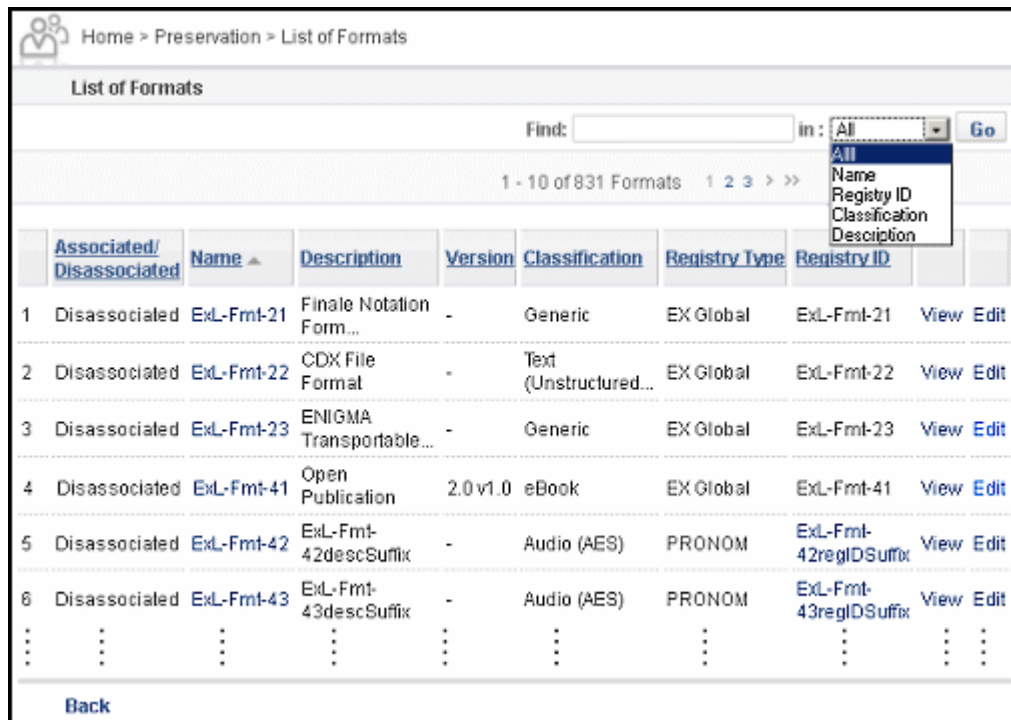 Home > Preservation > List of Formats
List of Formats
Find: in : All Go
Alll
Name
Registry ID
Classification
Description
1 - 10 of 831 Formats 1 2 3 > >>
Associated/ Disassociated Name Description Version Classification Registry Type Registry ID
1 Disassociated ExL-Fmt-21 Finale Notation Form... - Generic EX Global ExL-Fmt-21 View Edit
2 Disassociated ExL-Fmt-22 CDX File Format - Text (Unstructured... EX Global ExL-Fmt-22 View Edit
3 Disassociated ExL-Fmt-23 ENIGMA Transportable... - Generic EX Global ExL-Fmt-23 View Edit
4 Disassociated ExL-Fmt-41 Open Publication 2.0 v1.0 eBook EX Global ExL-Fmt-41 View Edit
5 Disassociated ExL-Fmt-42 ExL-Fmt-42descSuffix - Audio (AES) PRONOM ExL-Fmt-42regIDSuffix View Edit
6 Disassociated ExL-Fmt-43 ExL-Fmt-43descSuffix - Audio (AES) PRONOM ExL-Fmt-43regIDSuffix View Edit
Back